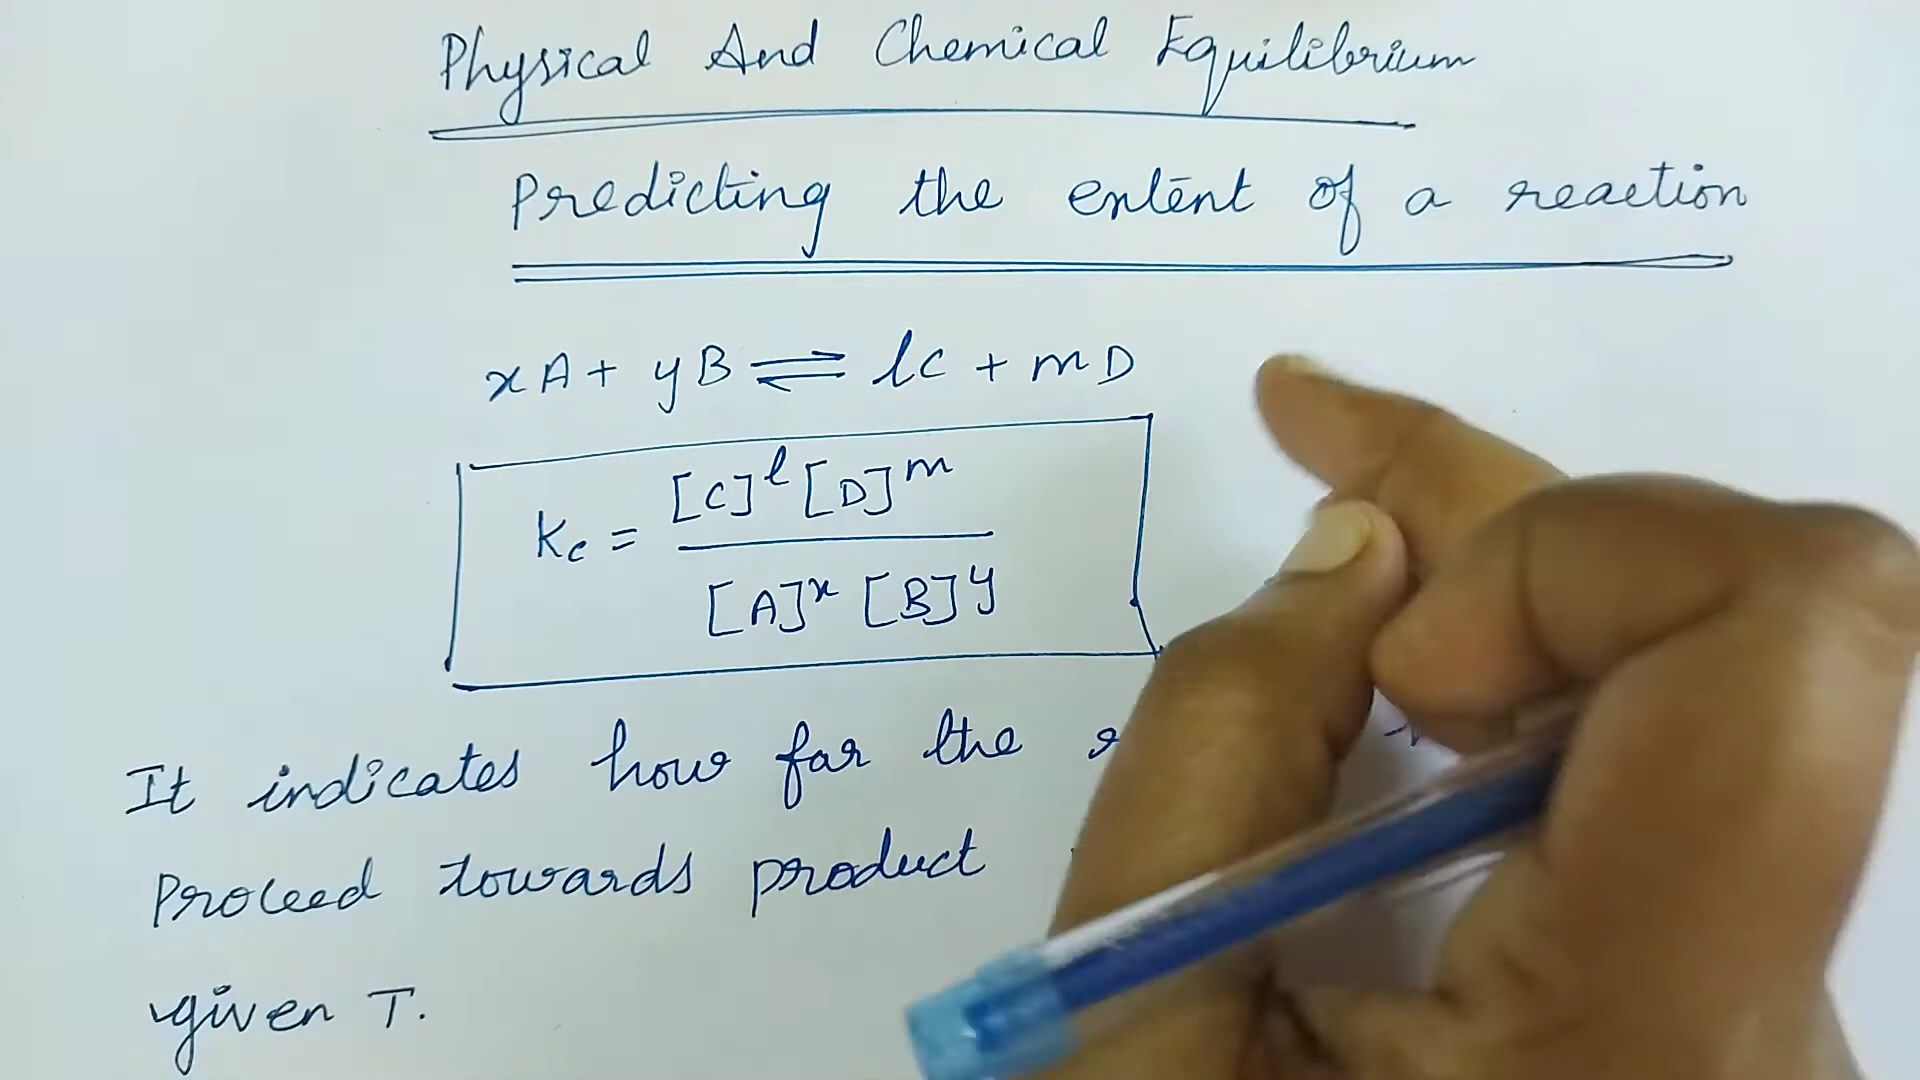 Physical And Chemical Equilibrium
Predicting the extent of a reaction
xA + yB ⇌ lC + mD
Kc = [C]^l [D]^m / [A]^x [B]^y
It indicates how far the
Proceed towards product
given T.